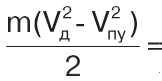 m(V²д - V²пу) / 2 =